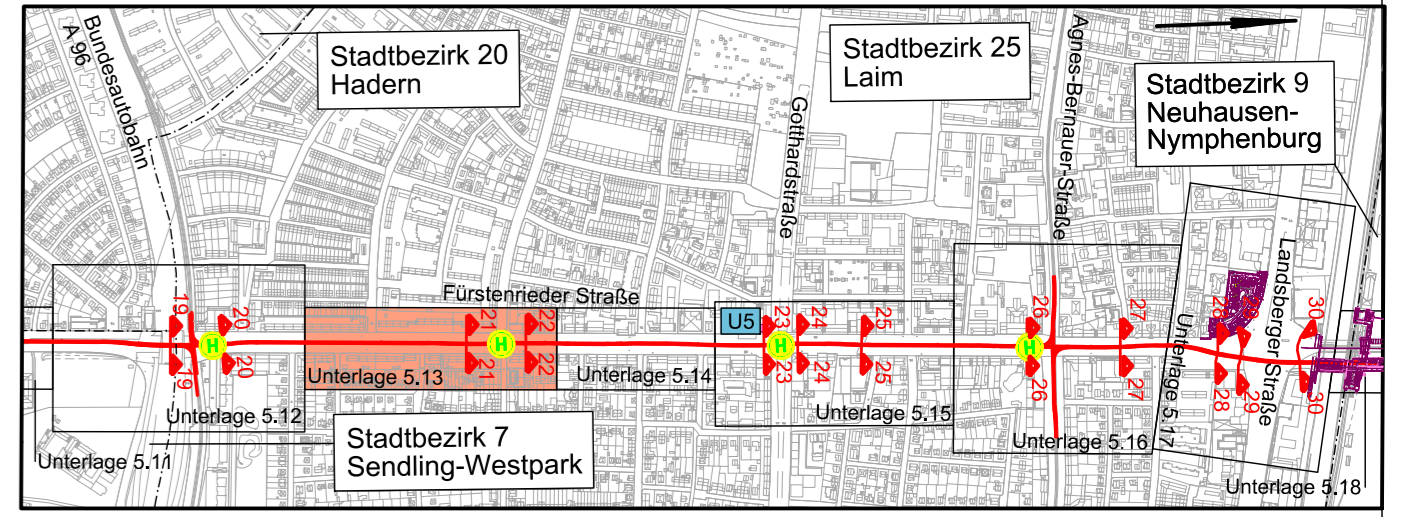 Bundesautobahn
A 96
Stadtbezirk 20
Hadern
Stadtbezirk 25
Laim
Stadtbezirk 9
Neuhausen-
Nymphenburg
Gotthardstraße
Agnes-Bernauer-Straße
Landsberger Straße
Fürstenrieder Straße
U5
19
20
21
22
23
24
25
26
27
28
29
30
H
H
H
H
19
20
21
22
23
24
25
26
27
28
29
30
Unterlage 5.11
Unterlage 5.12
Unterlage 5.13
Unterlage 5.14
Unterlage 5.15
Unterlage 5.16
Unterlage 5.17
Unterlage 5.18
Stadtbezirk 7
Sendling-Westpark